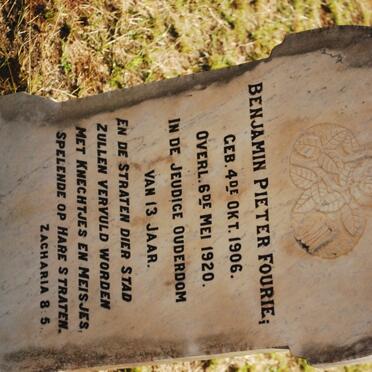 BENJAMIN PIETER FOURIE;
GEB. 4DE OKT. 1906.
OVERL. 6DE MEI 1920.
IN DE JEUDIGE OUDERDOM
VAN 13 JAAR.
EN DE STRATEN DIER STAD
ZULLEN VERVULD WORDEN
MET KNECHTJES EN MEISJES,
SPELENDE OP HARE STRATEN.
ZACHARIA 8:5.